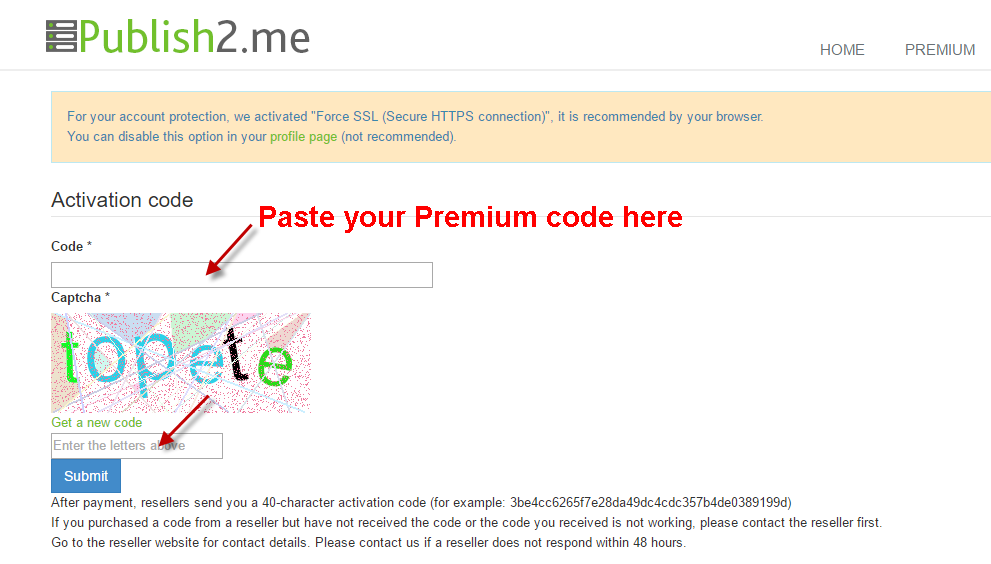 Publish2.me
HOME PREMIUM
For your account protection, we activated "Force SSL (Secure HTTPS connection)", it is recommended by your browser.
You can disable this option in your profile page (not recommended).
Activation code
Paste your Premium code here
Code *
Captcha *
topete
Get a new code
Enter the letters above
Submit
After payment, resellers send you a 40-character activation code (for example: 3be4cc6265f7e28da49dc4cdc357b4de0389199d)
If you purchased a code from a reseller but have not received the code or the code you received is not working, please contact the reseller first.
Go to the reseller website for contact details. Please contact us if a reseller does not respond within 48 hours.